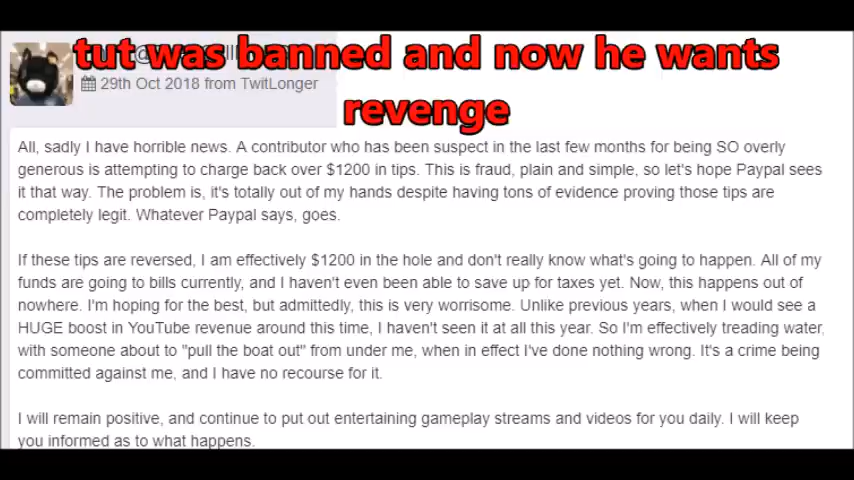 tut was banned and now he wants
revenge
29th Oct 2018 from TwitLonger
All, sadly I have horrible news. A contributor who has been suspect in the last few months for being SO overly
generous is attempting to charge back over $1200 in tips. This is fraud, plain and simple, so let's hope Paypal sees
it that way. The problem is, it's totally out of my hands despite having tons of evidence proving those tips are
completely legit. Whatever Paypal says, goes.
If these tips are reversed, I am effectively $1200 in the hole and don't really know what's going to happen. All of my
funds are going to bills currently, and I haven't even been able to save up for taxes yet. Now, this happens out of
nowhere. I'm hoping for the best, but admittedly, this is very worrisome. Unlike previous years, when I would see a
HUGE boost in YouTube revenue around this time, I haven't seen it at all this year. So I'm effectively treading water,
with someone about to "pull the boat out" from under me, when in effect I've done nothing wrong. It's a crime being
committed against me, and I have no recourse for it.
I will remain positive, and continue to put out entertaining gameplay streams and videos for you daily. I will keep
you informed as to what happens.